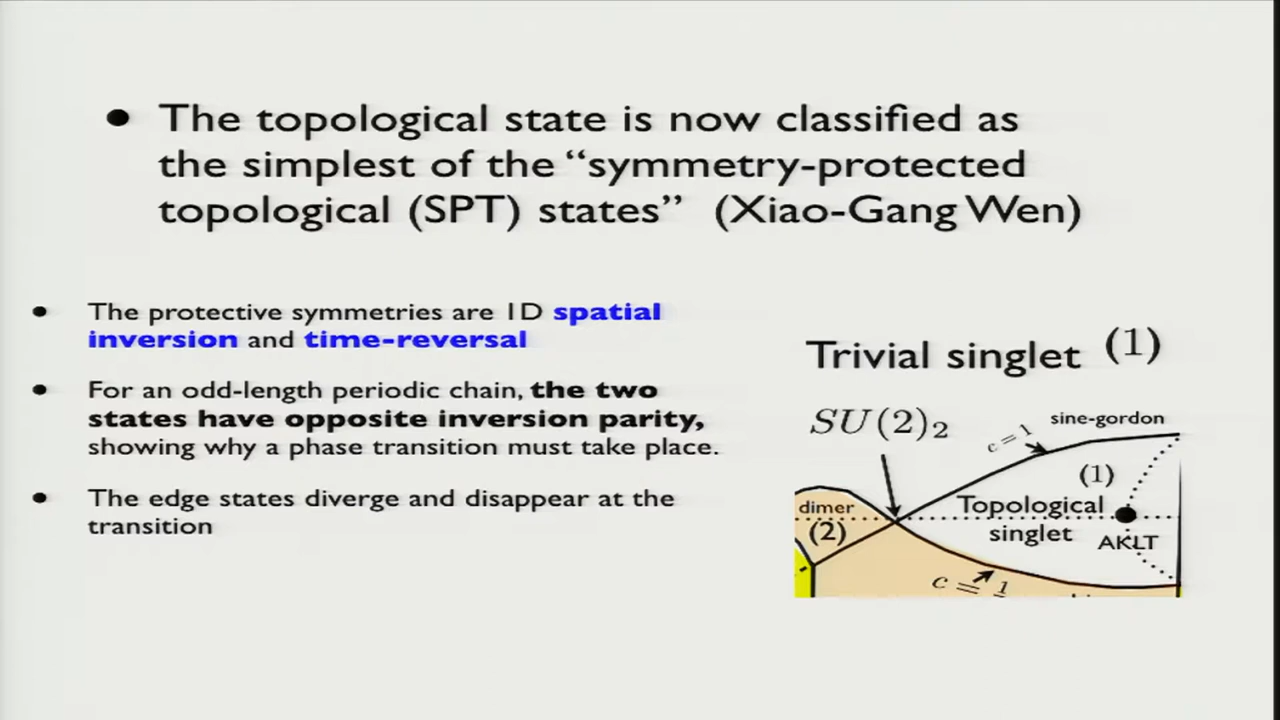 • The topological state is now classified as
the simplest of the “symmetry-protected
topological (SPT) states” (Xiao-Gang Wen)
• The protective symmetries are 1D spatial
inversion and time-reversal
• For an odd-length periodic chain, the two
states have opposite inversion parity,
showing why a phase transition must take place.
• The edge states diverge and disappear at the
transition
Trivial singlet (1)
SU(2)₂
sine-gordon
c = 1
(1)
dimer
(2)
Topological
singlet
AKLT
c = 1